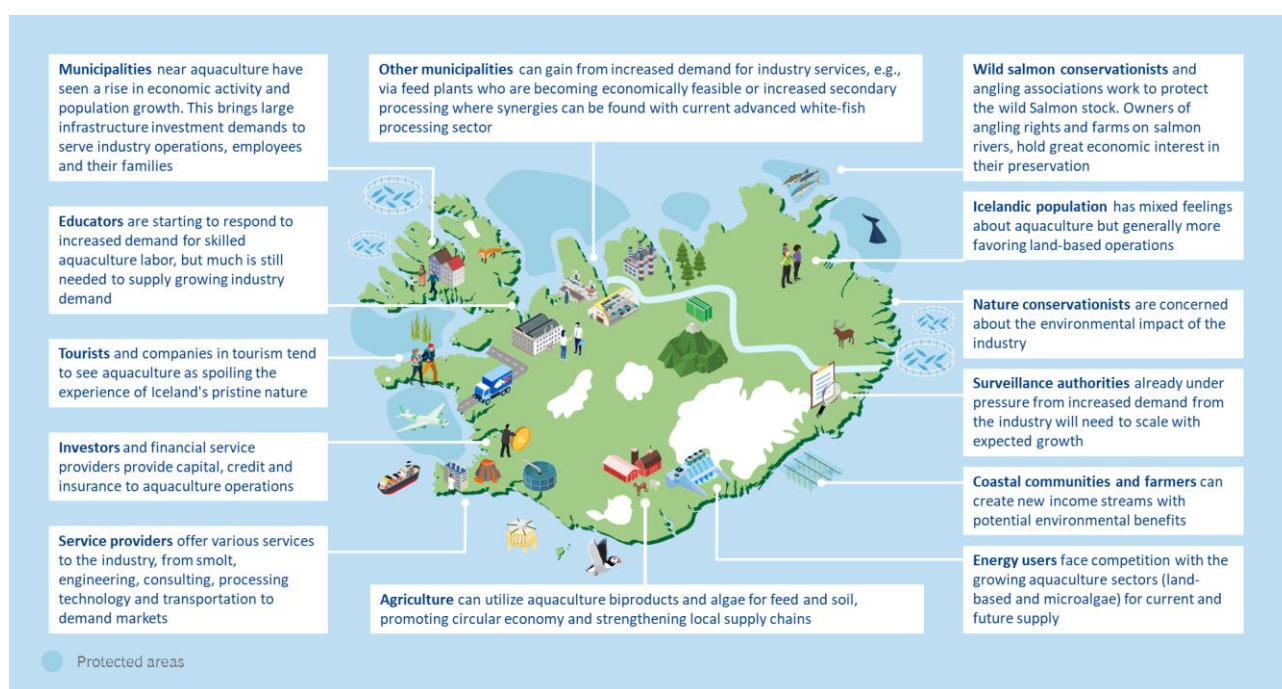 Municipalities near aquaculture have
seen a rise in economic activity and
population growth. This brings large
infrastructure investment demands to
serve industry operations, employees
and their families
Educators are starting to respond to
increased demand for skilled
aquaculture labor, but much is still
needed to supply growing industry
demand
Tourists and companies in tourism tend
to see aquaculture as spoiling the
experience of Iceland's pristine nature
Investors and financial service
providers provide capital, credit and
insurance to aquaculture operations
Service providers offer various services
to the industry, from smolt,
engineering, consulting, processing
technology and transportation to
demand markets
Other municipalities can gain from increased demand for industry services, e.g.,
via feed plants who are becoming economically feasible or increased secondary
processing where synergies can be found with current advanced white-fish
processing sector
Agriculture can utilize aquaculture biproducts and algae for feed and soil,
promoting circular economy and strengthening local supply chains
Wild salmon conservationists and
angling associations work to protect
the wild Salmon stock. Owners of
angling rights and farms on salmon
rivers, hold great economic interest in
their preservation
Icelandic population has mixed feelings
about aquaculture but generally more
favoring land-based operations
Nature conservationists are concerned
about the environmental impact of the
industry
Surveillance authorities already under
pressure from increased demand from
the industry will need to scale with
expected growth
Coastal communities and farmers can
create new income streams with
potential environmental benefits
Energy users face competition with the
growing aquaculture sectors (land-
based and microalgae) for current and
future supply
Protected areas